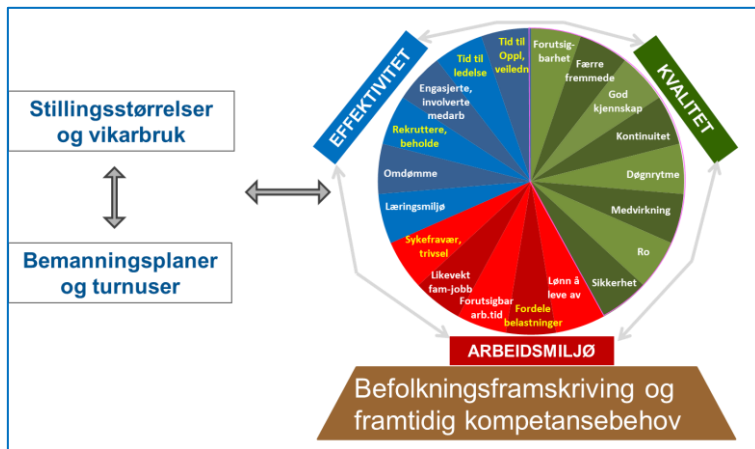 Stillingsstørrelser
og vikarbruk
Bemanningsplaner
og turnuser
EFFEKTIVITET
KVALITET
Tid til
Oppl,
veiledn
Tid til
ledelse
Engasjerte,
involverte
medarb
Rekruttere,
beholde
Omdømme
Læringsmiljø
Forutsig-
barhet
Færre
fremmede
God
kjennskap
Kontinuitet
Døgnrytme
Medvirkning
Ro
Sikkerhet
Sykefravær,
trivsel
Likevekt
fam-jobb
Forutsigbar
arb.tid
Fordele
belastninger
Lønn å
leve av
ARBEIDSMILJØ
Befolkningsframskriving og
framtidig kompetansebehov